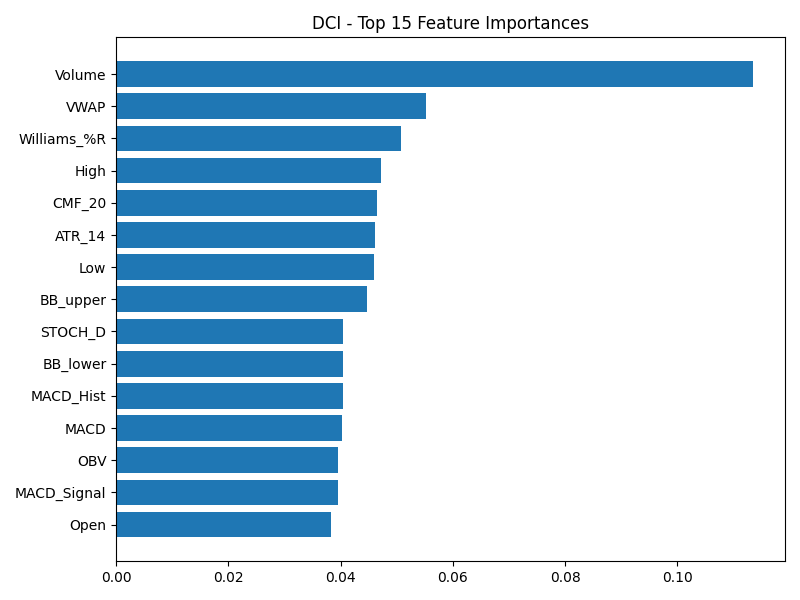 DCI - Top 15 Feature Importances
Volume
VWAP
Williams_%R
High
CMF_20
ATR_14
Low
BB_upper
STOCH_D
BB_lower
MACD_Hist
MACD
OBV
MACD_Signal
Open
0.00 0.02 0.04 0.06 0.08 0.10